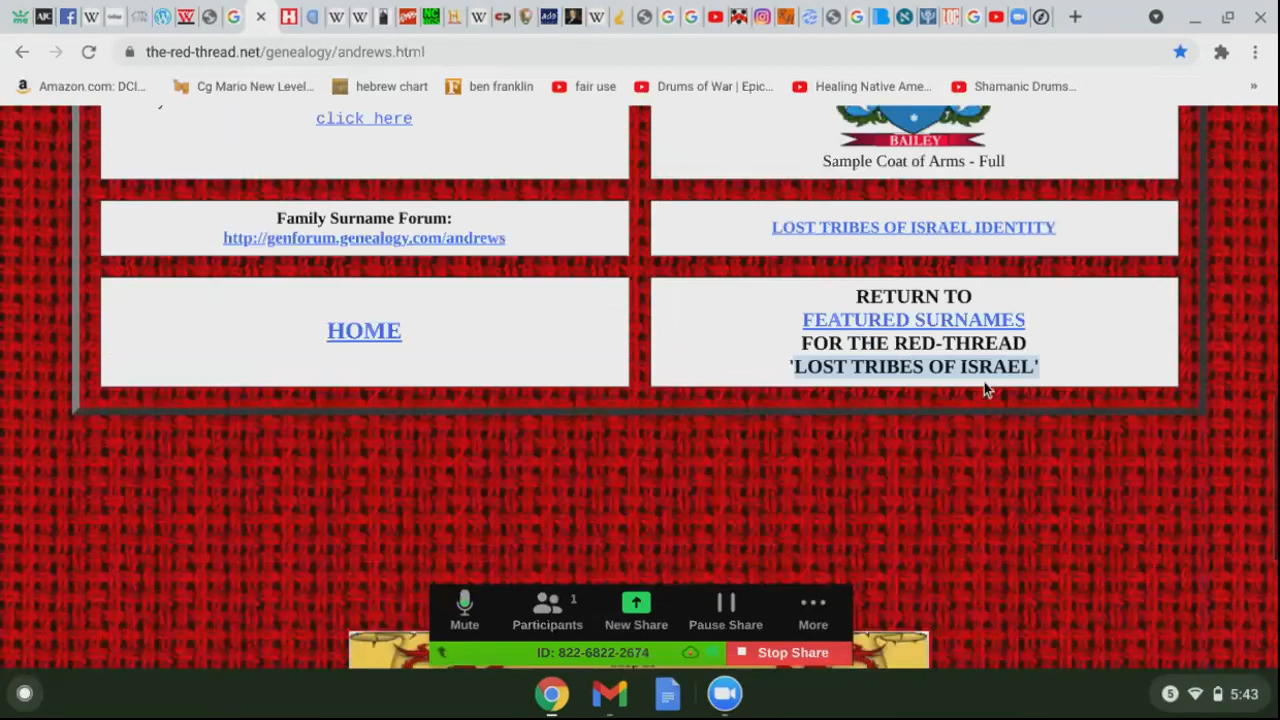 the-red-thread.net/genealogy/andrews.html
Amazon.com: DCI...
Cg Mario New Level...
hebrew chart
ben franklin
fair use
Drums of War | Epic...
Healing Native Ame...
Shamanic Drums...
»
click here
BAILEY
Sample Coat of Arms - Full
Family Surname Forum:
http://genforum.genealogy.com/andrews
LOST TRIBES OF ISRAEL IDENTITY
HOME
RETURN TO
FEATURED SURNAMES
FOR THE RED-THREAD
'LOST TRIBES OF ISRAEL'
1
Mute
Participants
New Share
Pause Share
More
ID: 822-6822-2674
Stop Share
5
5:43